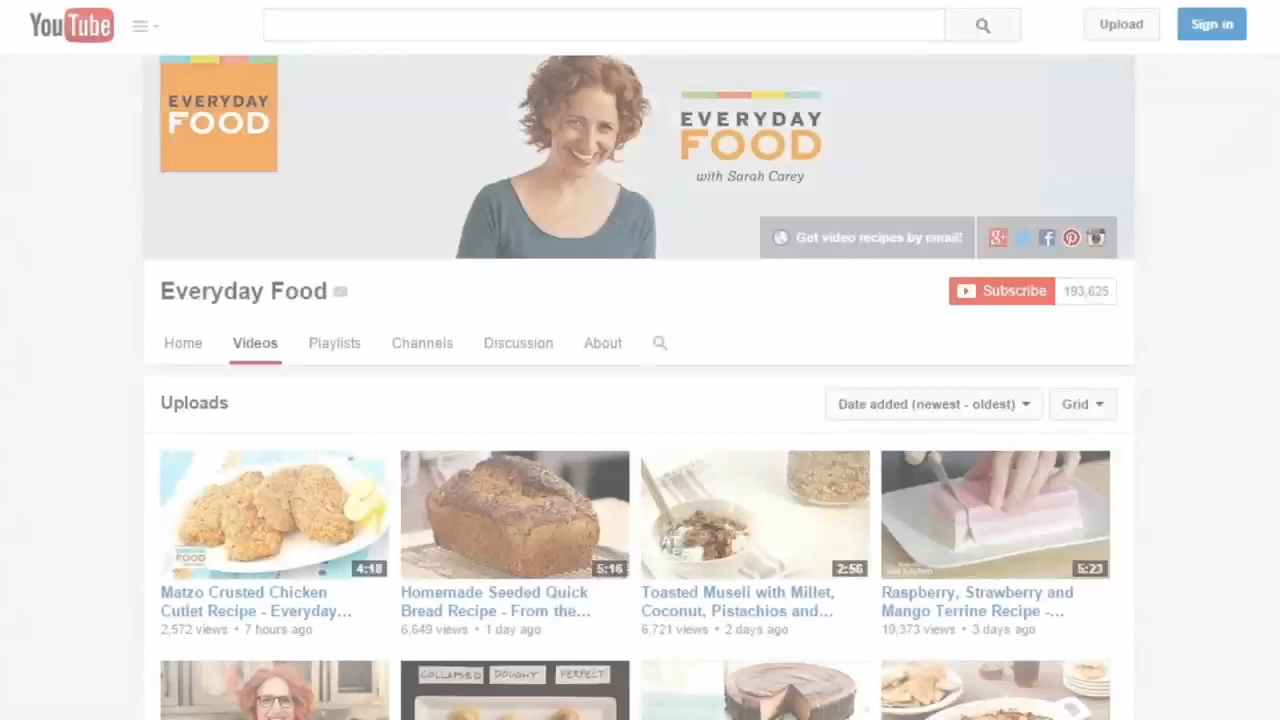 YouTube
Upload
Sign in
EVERYDAY
FOOD
EVERYDAY
FOOD
with Sarah Carey
Get video recipes by email!
Everyday Food
Subscribe
193,625
Home
Videos
Playlists
Channels
Discussion
About
Uploads
Date added (newest - oldest)
Grid
4:18
5:16
2:56
5:23
Matzo Crusted Chicken
Cutlet Recipe - Everyday...
2,572 views • 7 hours ago
Homemade Seeded Quick
Bread Recipe - From the...
6,649 views • 1 day ago
Toasted Museli with Millet,
Coconut, Pistachios and...
6,721 views • 2 days ago
Raspberry, Strawberry and
Mango Terrine Recipe -...
19,373 views • 3 days ago
COLLAPSED
DOUGHY
PERFECT